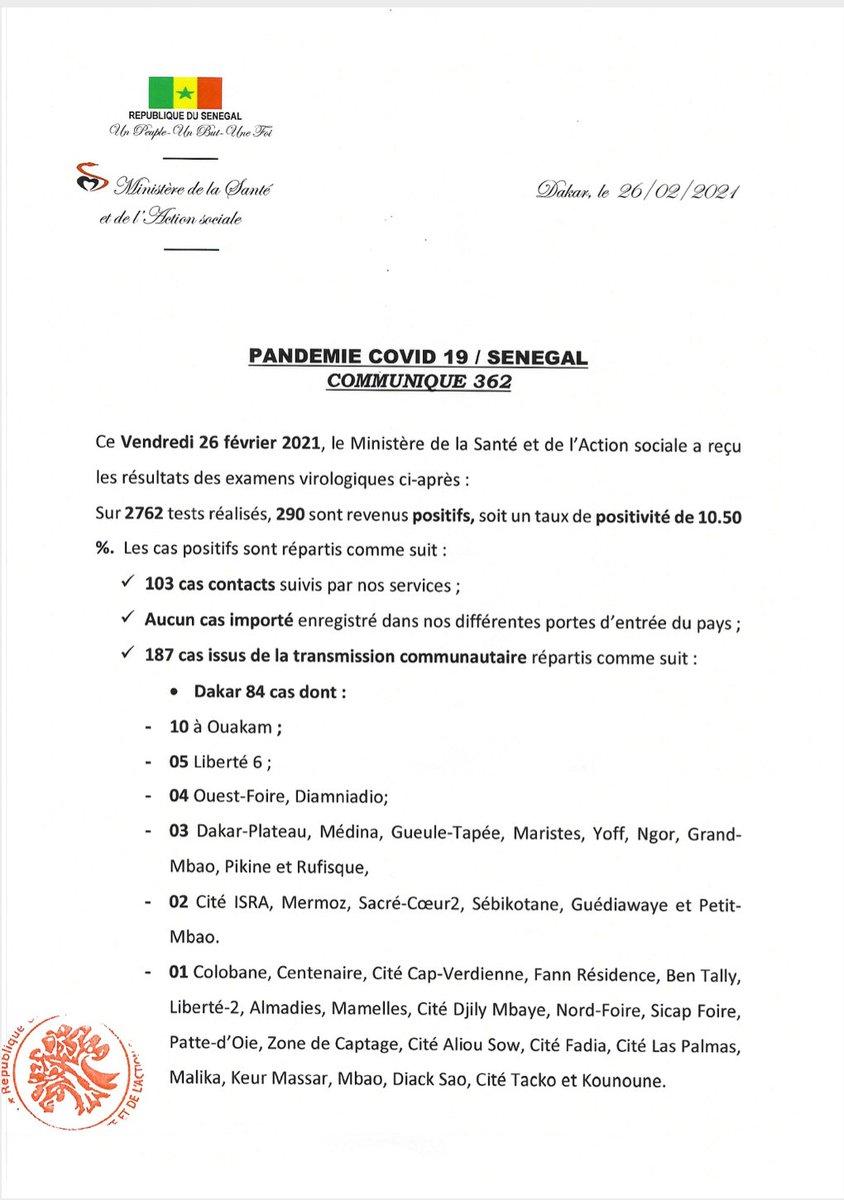 REPUBLIQUE DU SENEGAL
Un Peuple-Un But-Une Foi
Ministère de la Santé
et de l'Action sociale
Dakar, le 26/02/2021
PANDEMIE COVID 19 / SENEGAL
COMMUNIQUE 362
Ce Vendredi 26 février 2021, le Ministère de la Santé et de l'Action sociale a reçu
les résultats des examens virologiques ci-après :
Sur 2762 tests réalisés, 290 sont revenus positifs, soit un taux de positivité de 10.50
%. Les cas positifs sont répartis comme suit :
✓ 103 cas contacts suivis par nos services ;
✓ Aucun cas importé enregistré dans nos différentes portes d'entrée du pays ;
✓ 187 cas issus de la transmission communautaire répartis comme suit :
• Dakar 84 cas dont :
- 10 à Ouakam ;
- 05 Liberté 6 ;
- 04 Ouest-Foire, Diamniadio;
- 03 Dakar-Plateau, Médina, Gueule-Tapée, Maristes, Yoff, Ngor, Grand-
Mbao, Pikine et Rufisque,
- 02 Cité ISRA, Mermoz, Sacré-Cœur2, Sébikotane, Guédiawaye et Petit-
Mbao.
- 01 Colobane, Centenaire, Cité Cap-Verdienne, Fann Résidence, Ben Tally,
Liberté-2, Almadies, Mamelles, Cité Djily Mbaye, Nord-Foire, Sicap Foire,
Patte-d'Oie, Zone de Captage, Cité Aliou Sow, Cité Fadia, Cité Las Palmas,
Malika, Keur Massar, Mbao, Diack Sao, Cité Tacko et Kounoune.
★ République
ET DE L'ACTION